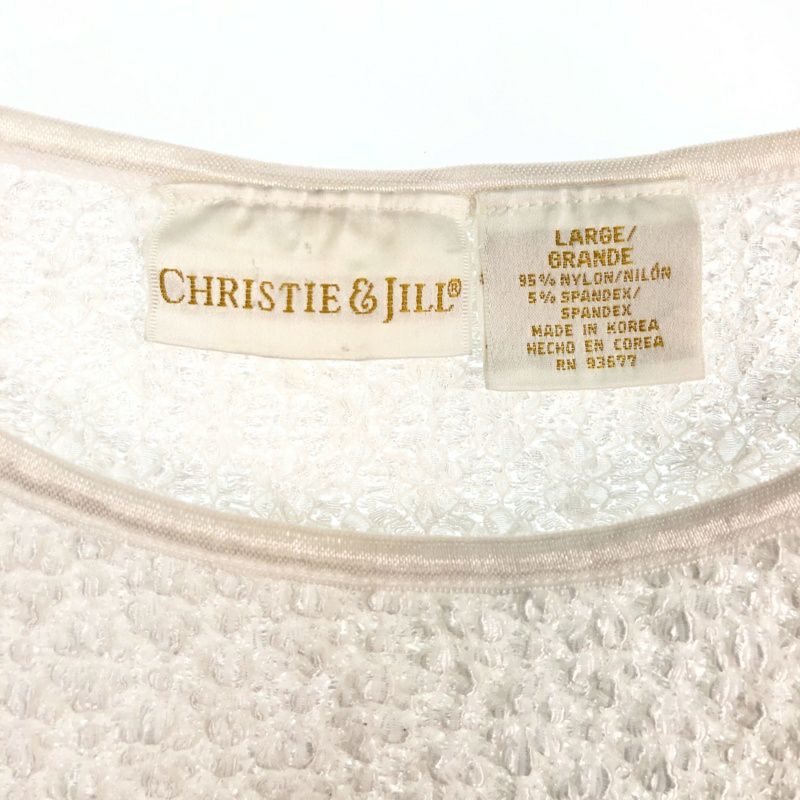 CHRISTIE & JILL®
LARGE/
GRANDE
95% NYLON/NILÓN
5% SPANDEX/
SPANDEX
MADE IN KOREA
HECHO EN COREA
RN 93677